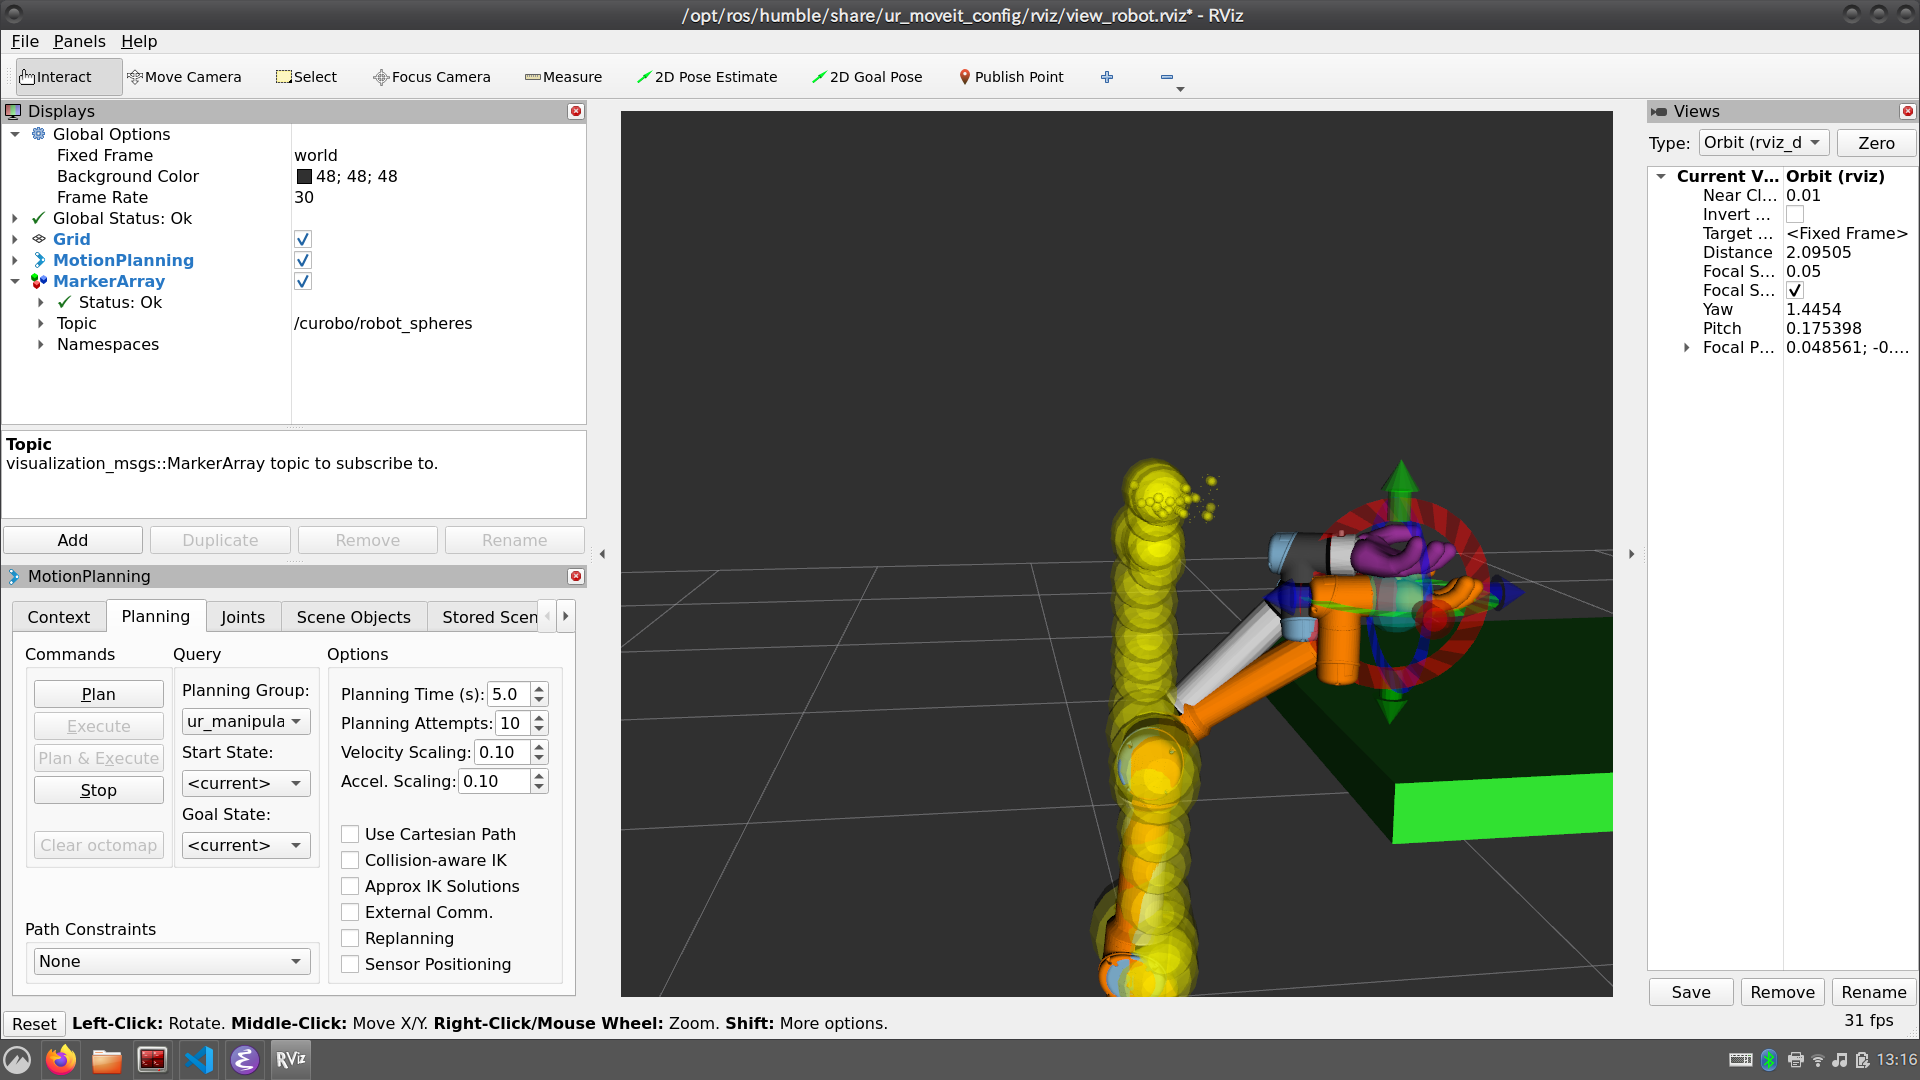 /opt/ros/humble/share/ur_moveit_config/rviz/view_robot.rviz* - RViz
File Panels Help
Interact Move Camera Select Focus Camera Measure 2D Pose Estimate 2D Goal Pose Publish Point
Displays
Global Options
Fixed Frame world
Background Color 48; 48; 48
Frame Rate 30
Global Status: Ok
Grid
MotionPlanning
MarkerArray
Status: Ok
Topic /curobo/robot_spheres
Namespaces
Topic
visualization_msgs::MarkerArray topic to subscribe to.
Add Duplicate Remove Rename
MotionPlanning
Context Planning Joints Scene Objects Stored Scen
Commands Query Options
Plan
Execute
Plan & Execute
Stop
Clear octomap
Planning Group:
ur_manipula
Start State:
<current>
Goal State:
<current>
Planning Time (s): 5.0
Planning Attempts: 10
Velocity Scaling: 0.10
Accel. Scaling: 0.10
Use Cartesian Path
Collision-aware IK
Approx IK Solutions
External Comm.
Replanning
Sensor Positioning
Path Constraints
None
Views
Type: Orbit (rviz_d Zero
Current V... Orbit (rviz)
Near Cl... 0.01
Invert ...
Target ... <Fixed Frame>
Distance 2.09505
Focal S... 0.05
Focal S...
Yaw 1.4454
Pitch 0.175398
Focal P... 0.048561; -0....
Save Remove Rename
Reset Left-Click: Rotate. Middle-Click: Move X/Y. Right-Click/Mouse Wheel: Zoom. Shift: More options.
31 fps
RViz
13:16